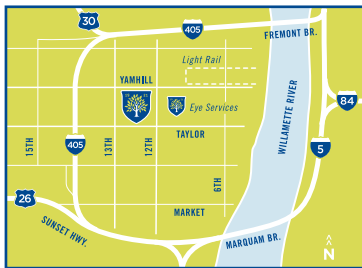 30
405
FREMONT BR.
Light Rail
YAMHILL
Eye Services
TAYLOR
84
WILLAMETTE RIVER
5
15TH
405
13TH
12TH
6TH
26
SUNSET HWY.
MARKET
MARQUAM BR.
N